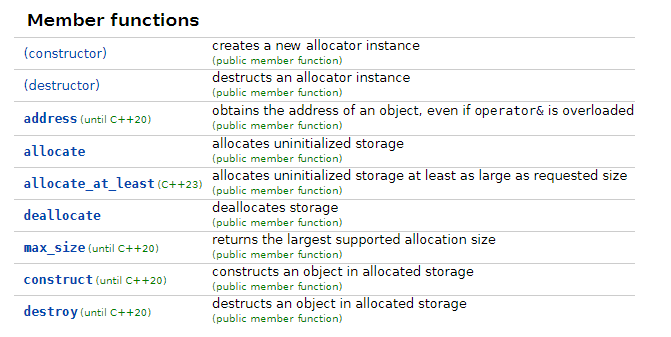 Member functions
(constructor) creates a new allocator instance
(public member function)
(destructor) destructs an allocator instance
(public member function)
address (until C++20) obtains the address of an object, even if operator& is overloaded
(public member function)
allocate allocates uninitialized storage
(public member function)
allocate_at_least (C++23) allocates uninitialized storage at least as large as requested size
(public member function)
deallocate deallocates storage
(public member function)
max_size (until C++20) returns the largest supported allocation size
(public member function)
construct (until C++20) constructs an object in allocated storage
(public member function)
destroy (until C++20) destructs an object in allocated storage
(public member function)